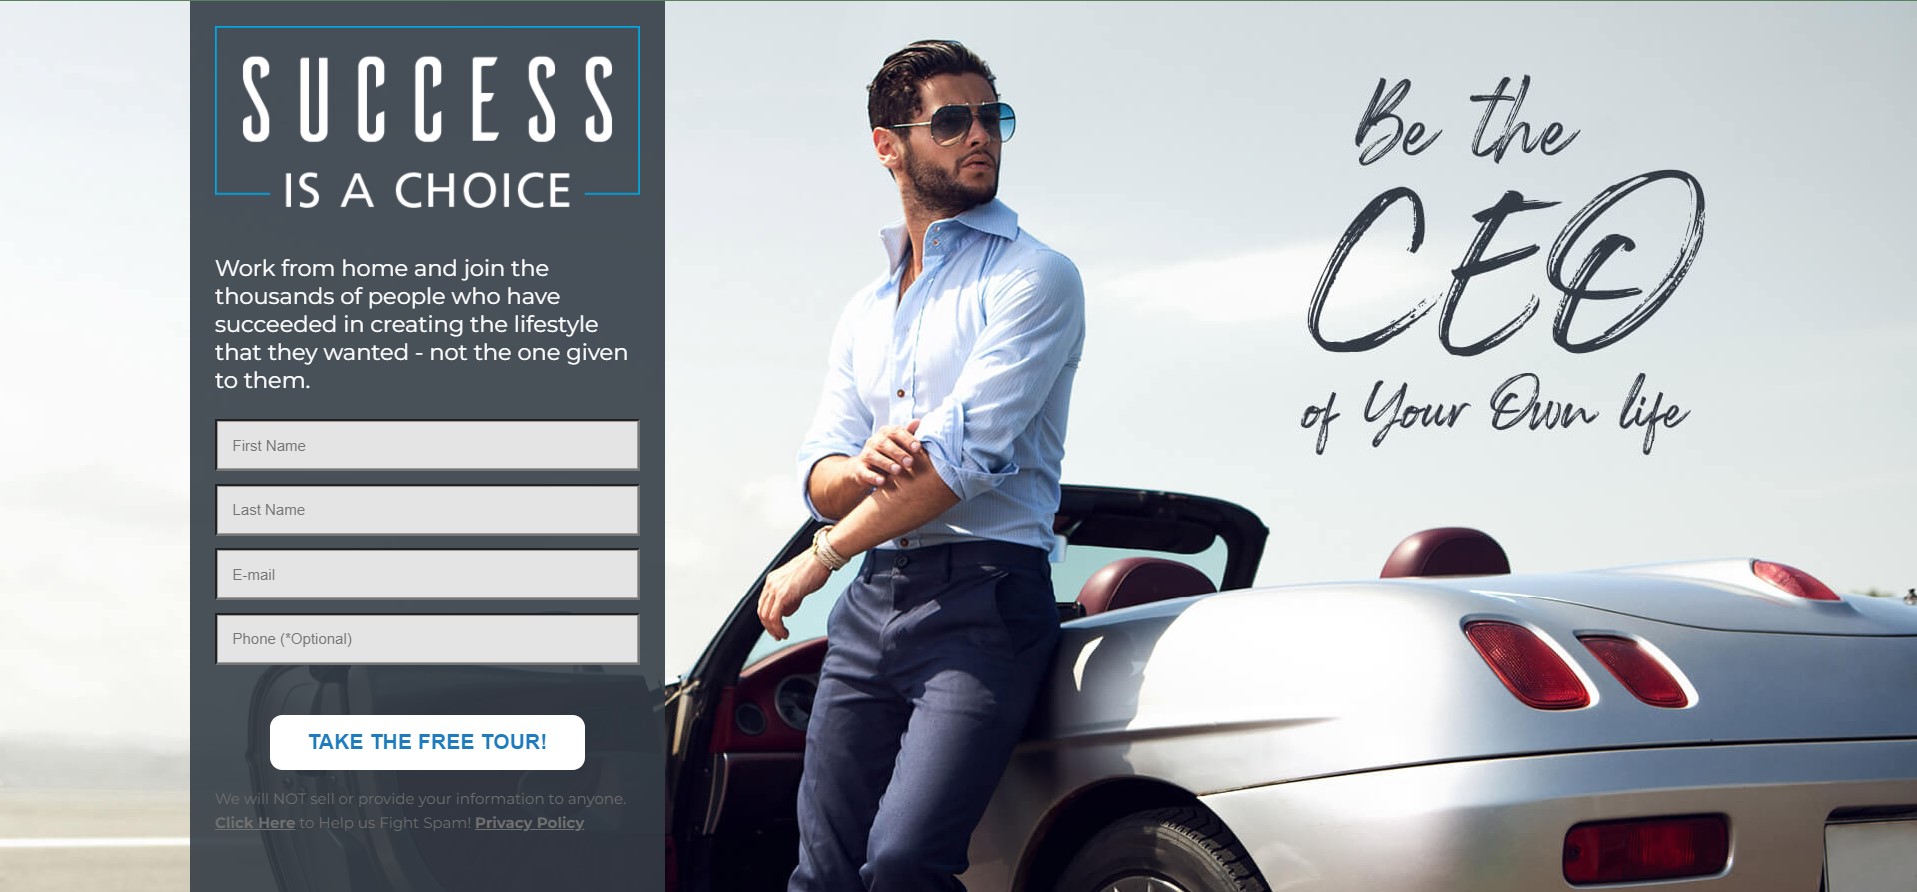 SUCCESS
IS A CHOICE
Work from home and join the
thousands of people who have
succeeded in creating the lifestyle
that they wanted - not the one given
to them.
First Name
Last Name
E-mail
Phone (*Optional)
TAKE THE FREE TOUR!
We will NOT sell or provide your information to anyone.
Click Here to Help us Fight Spam! Privacy Policy
Be the
CEO
of Your Own life